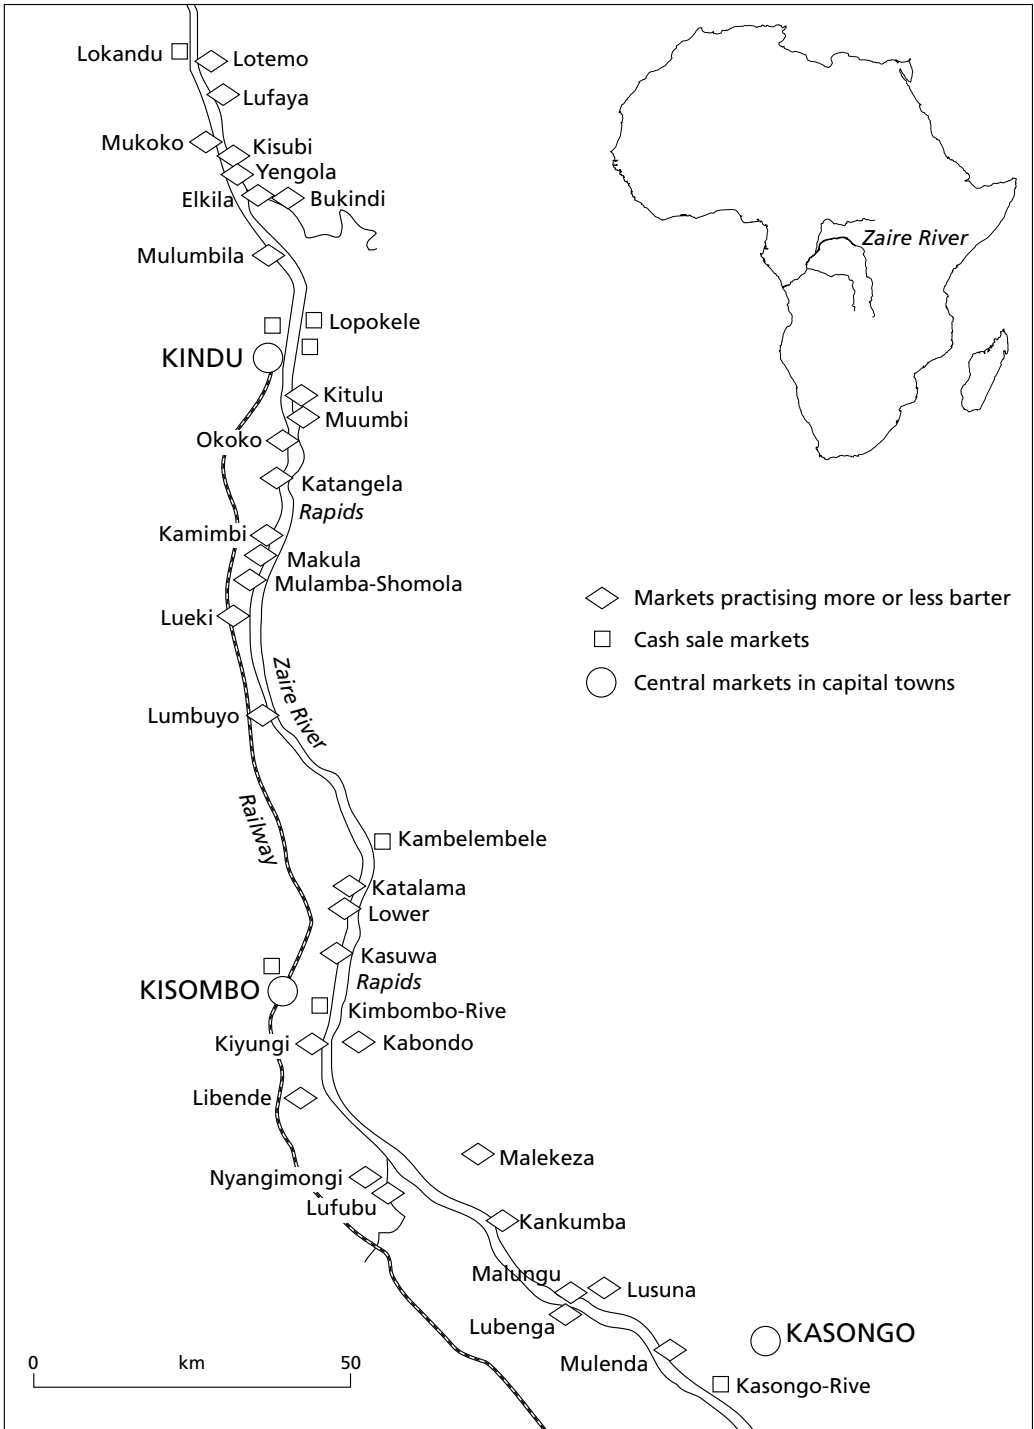 Lokandu
Lotemo
Lufaya
Mukoko
Kisubi
Yengola
Elkila
Bukindi
Mulumbila
Zaire River
Lopokele
KINDU
Kitulu
Muumbi
Okoko
Katangela
Rapids
Kamimbi
Makula
Mulamba-Shomola
Lueki
Markets practising more or less barter
Cash sale markets
Central markets in capital towns
Zaire River
Lumbuyo
Railway
Kambelembele
Katalama
Lower
Kasuwa
Rapids
KISOMBO
Kimbombo-Rive
Kiyungi
Kabondo
Libende
Malekeza
Nyangimongi
Lufubu
Kankumba
Malungu
Lusuna
Lubenga
KASONGO
Mulenda
Kasongo-Rive
0 km 50